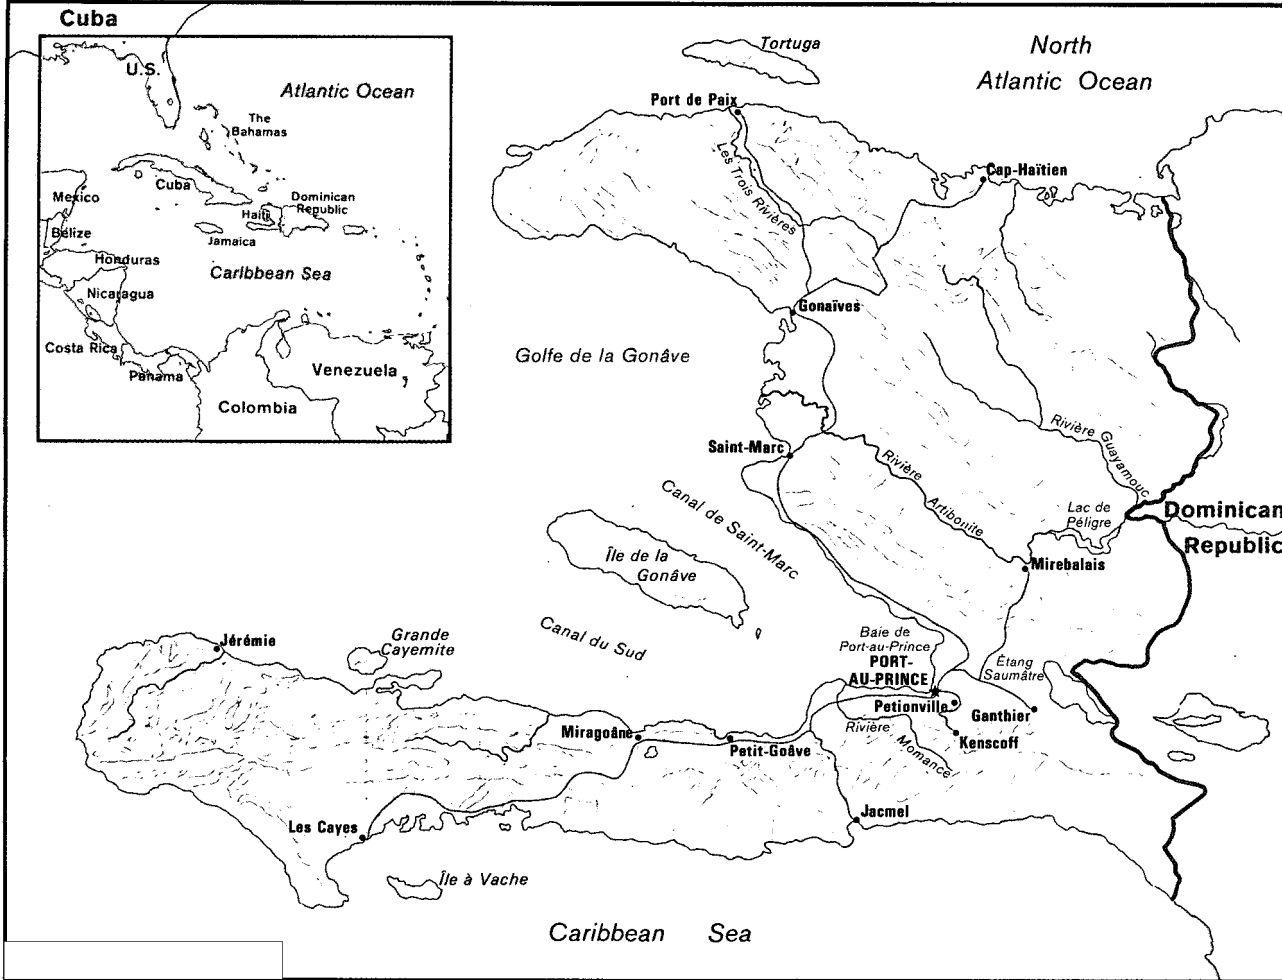 Cuba
U.S.
Atlantic Ocean
The
Bahamas
Cuba
Mexico
Dominican
Republic
Haiti
Belize
Jamaica
Honduras
Caribbean Sea
Nicaragua
Costa Rica
Panama
Venezuela
Colombia
Tortuga
North
Atlantic Ocean
Port de Paix
Les Trois Rivières
Cap-Haïtien
Gonaïves
Golfe de la Gonâve
Saint-Marc
Rivière Guayamouc
Rivière Artibonite
Canal de Saint-Marc
Lac de
Péligre
Dominican
Republic
Île de la
Gonâve
Mirebalais
Canal du Sud
Baie de
Port-au-Prince
PORT-
AU-PRINCE
Étang
Saumâtre
Jérémie
Grande
Cayemite
Petionville
Ganthier
Miragoâne
Petit-Goâve
Rivière Momance
Kenscoff
Les Cayes
Jacmel
Île à Vache
Caribbean Sea